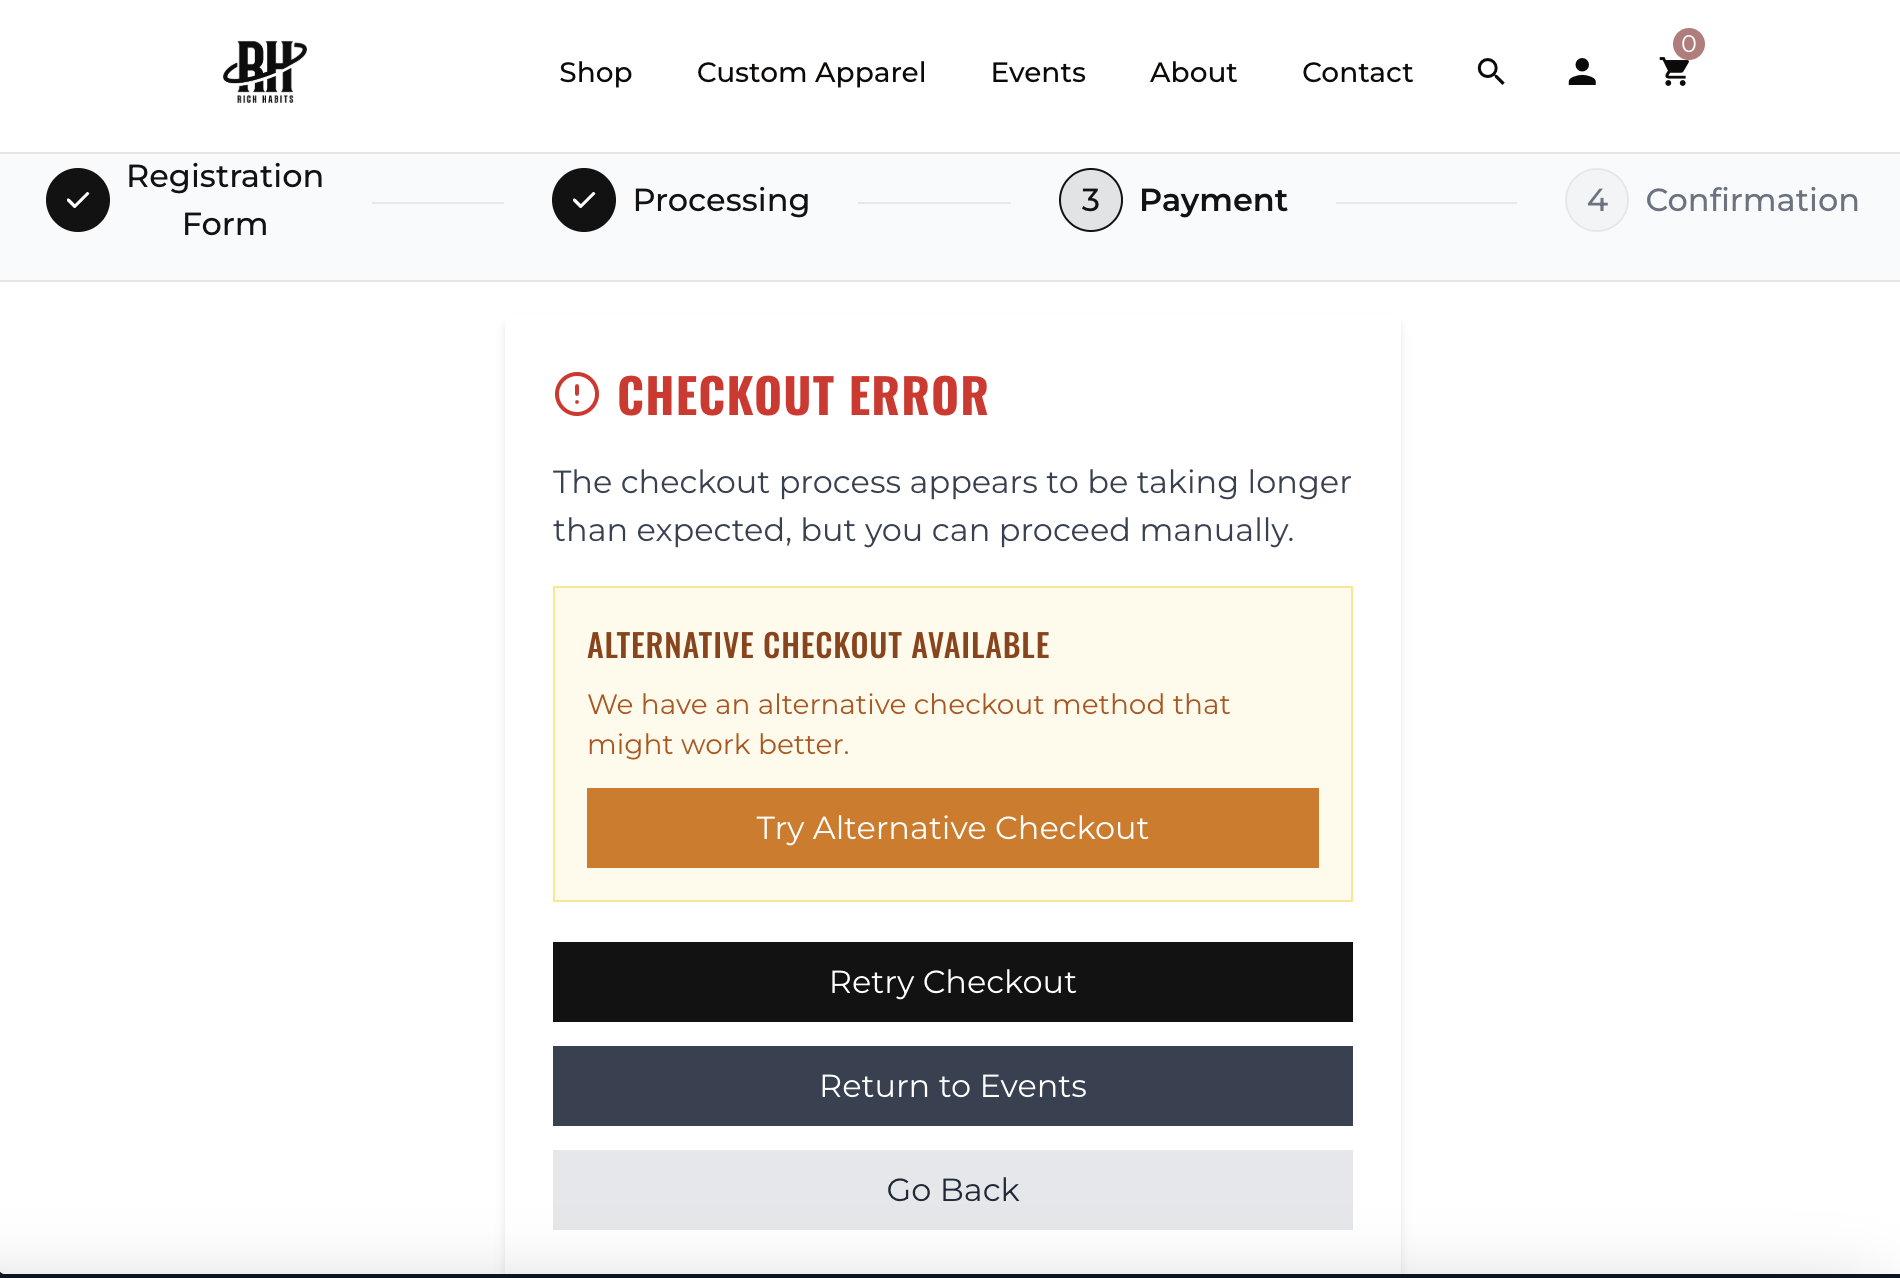 RH
RICH HABITS
Shop
Custom Apparel
Events
About
Contact
0
Registration
Form
Processing
3
Payment
4
Confirmation
CHECKOUT ERROR
The checkout process appears to be taking longer
than expected, but you can proceed manually.
ALTERNATIVE CHECKOUT AVAILABLE
We have an alternative checkout method that
might work better.
Try Alternative Checkout
Retry Checkout
Return to Events
Go Back